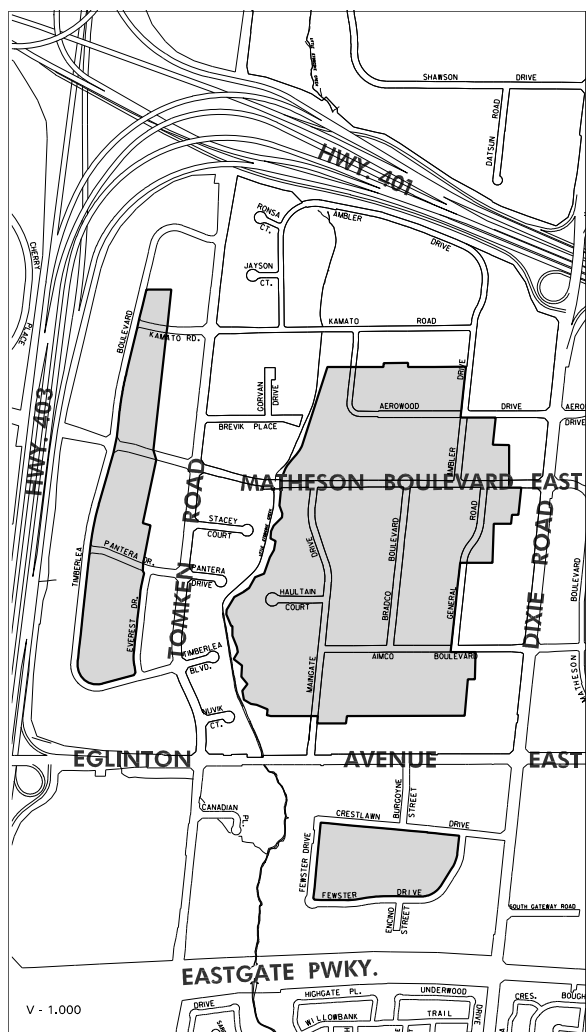 SHAWSON DRIVE
DATSUN ROAD
HWY. 401
RONSA CT.
AMBLER DRIVE
CHERRY PLACE
JAYSON CT.
BOULEVARD
KAMATO ROAD
KAMATO RD.
DRIVE
GORVAN DRIVE
AEROWOOD DRIVE
DRIVE
BREVIK PLACE
HWY. 403
AMBLER
MATHESON BOULEVARD EAST
TOMKEN ROAD
STACEY COURT
DRIVE
BOULEVARD
ROAD
DIXIE ROAD
PANTERA DR.
PANTERA DRIVE
TIMBERLEA
HAULTAIN COURT
BRADCO
GENERAL
BOULEVARD
EVEREST DR.
TIMBERLEA BLVD.
MAINGATE
AIMCO BOULEVARD
MATHESON
NUVIK CT.
EGLINTON AVENUE EAST
CANADIAN PL.
BURGOYNE STREET
CRESTLAWN DRIVE
FEWSTER DRIVE
FEWSTER DRIVE
ENCINO STREET
SOUTH GATEWAY ROAD
EASTGATE PWKY.
HIGHGATE PL.
UNDERWOOD
DRIVE
CRES.
DRIVE
WILLOWBANK
TRAIL
V - 1.000